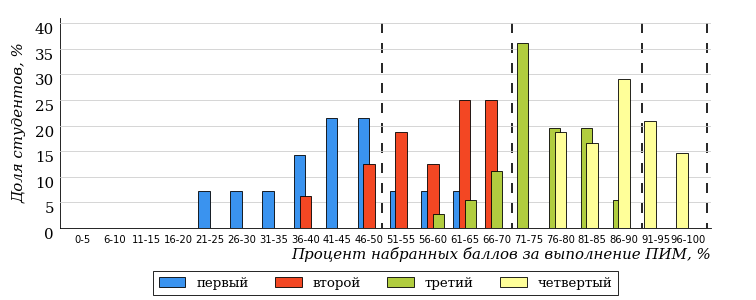 Доля студентов, %
40
35
30
25
20
15
10
5
0
0-5 6-10 11-15 16-20 21-25 26-30 31-35 36-40 41-45 46-50 51-55 56-60 61-65 66-70 71-75 76-80 81-85 86-90 91-95 96-100
Процент набранных баллов за выполнение ПИМ, %
первый второй третий четвертый